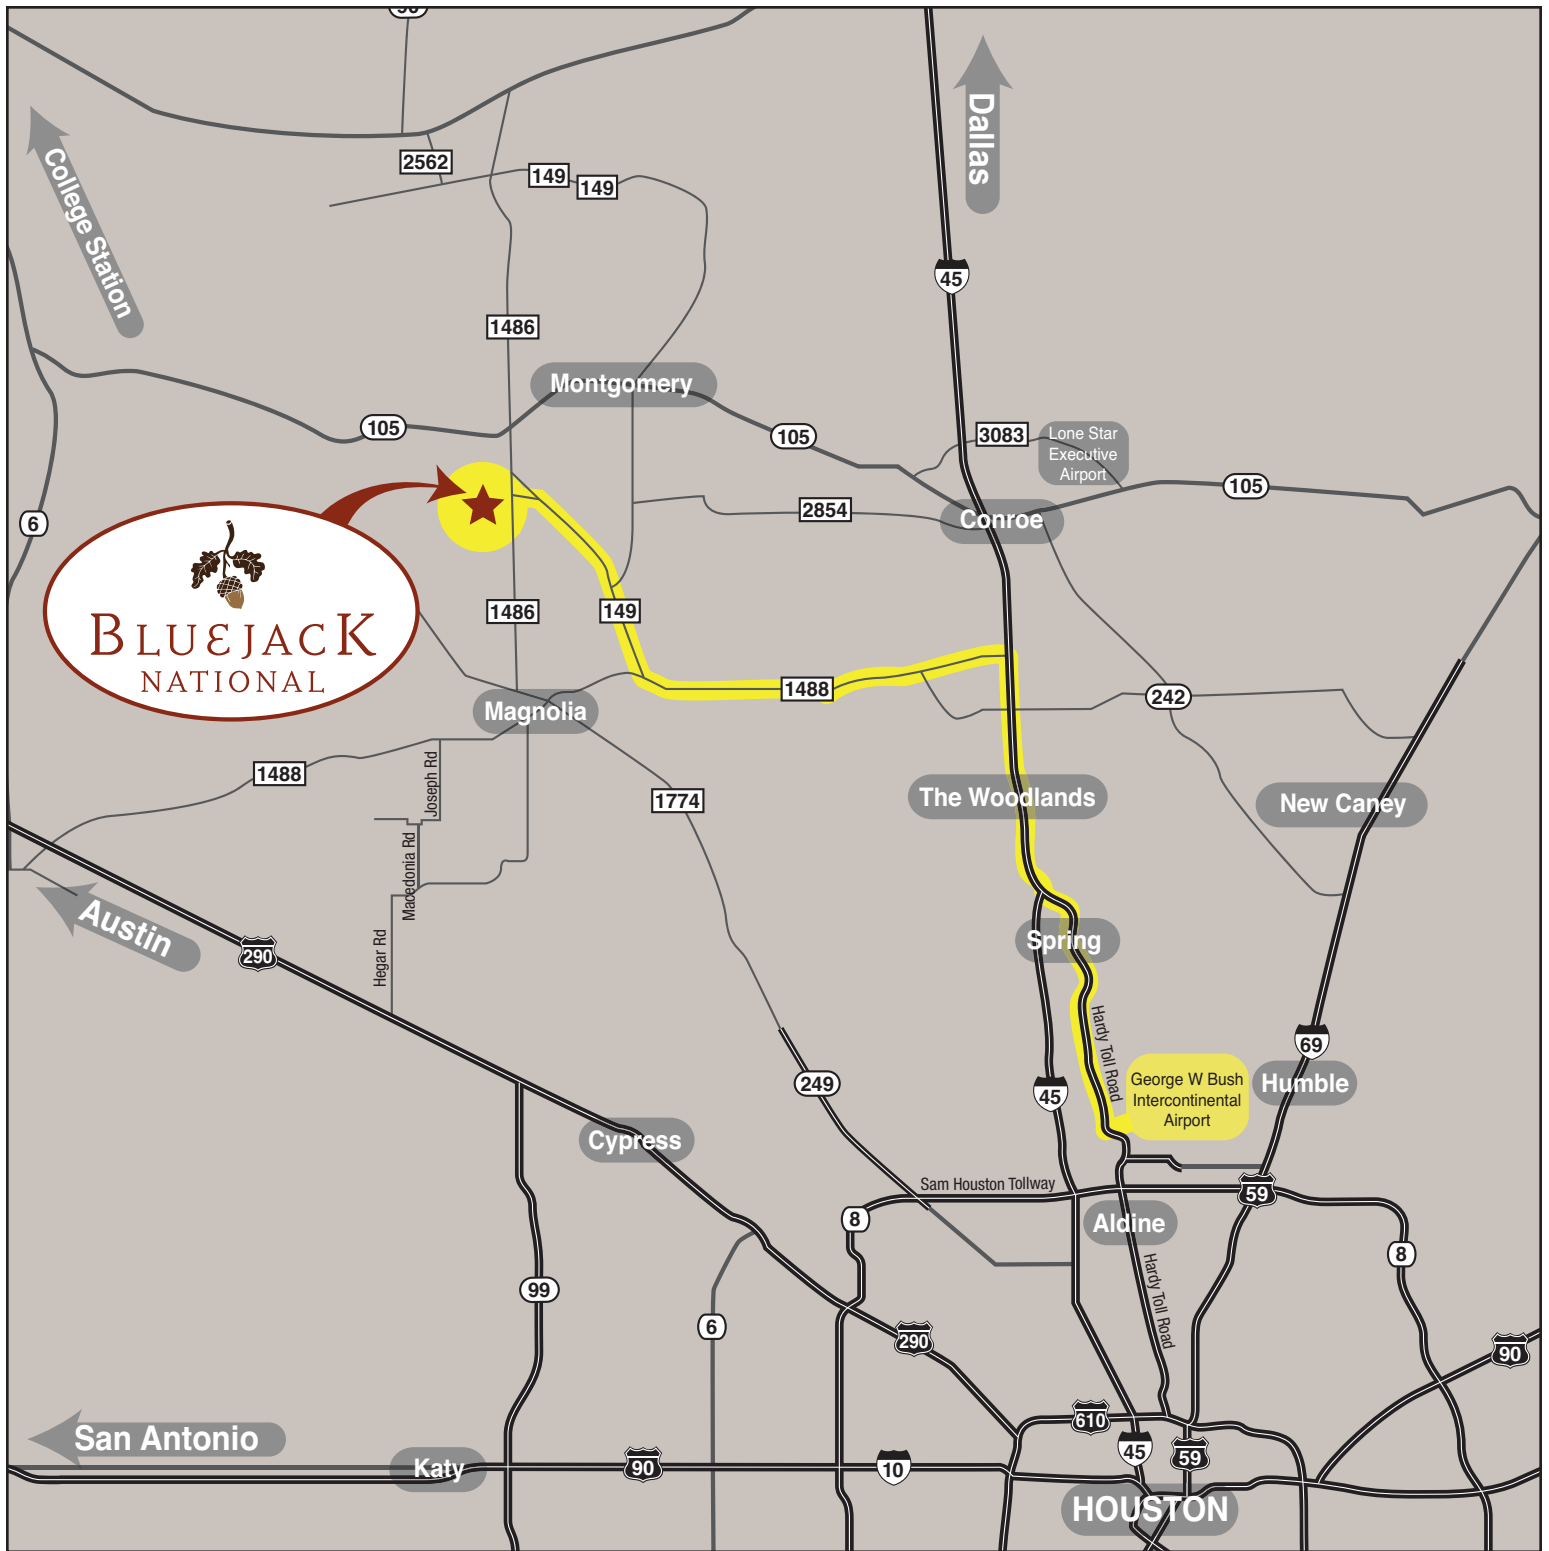 Dallas
College Station
2562
149
149
45
1486
Montgomery
105
105
3083
Lone Star
Executive
Airport
105
6
2854
Conroe
BLUEJACK
NATIONAL
1486
149
1488
242
Magnolia
1488
Joseph Rd
1774
The Woodlands
New Caney
Macedonia Rd
Austin
290
Hegar Rd
Spring
Hardy Toll Road
69
249
45
George W Bush
Intercontinental
Airport
Humble
Cypress
Sam Houston Tollway
59
8
Aldine
8
Hardy Toll Road
99
6
290
90
610
San Antonio
45
59
Katy
90
10
HOUSTON